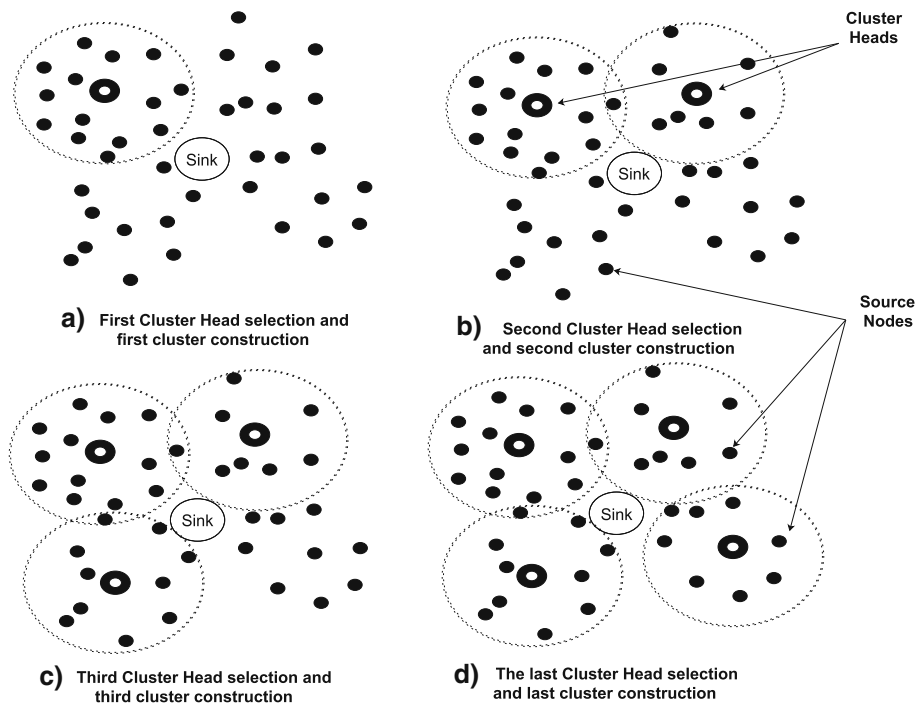 Cluster
Heads
Sink
Sink
a) First Cluster Head selection and
first cluster construction
b) Second Cluster Head selection
and second cluster construction
Source
Nodes
Sink
Sink
c) Third Cluster Head selection and
third cluster construction
d) The last Cluster Head selection
and last cluster construction